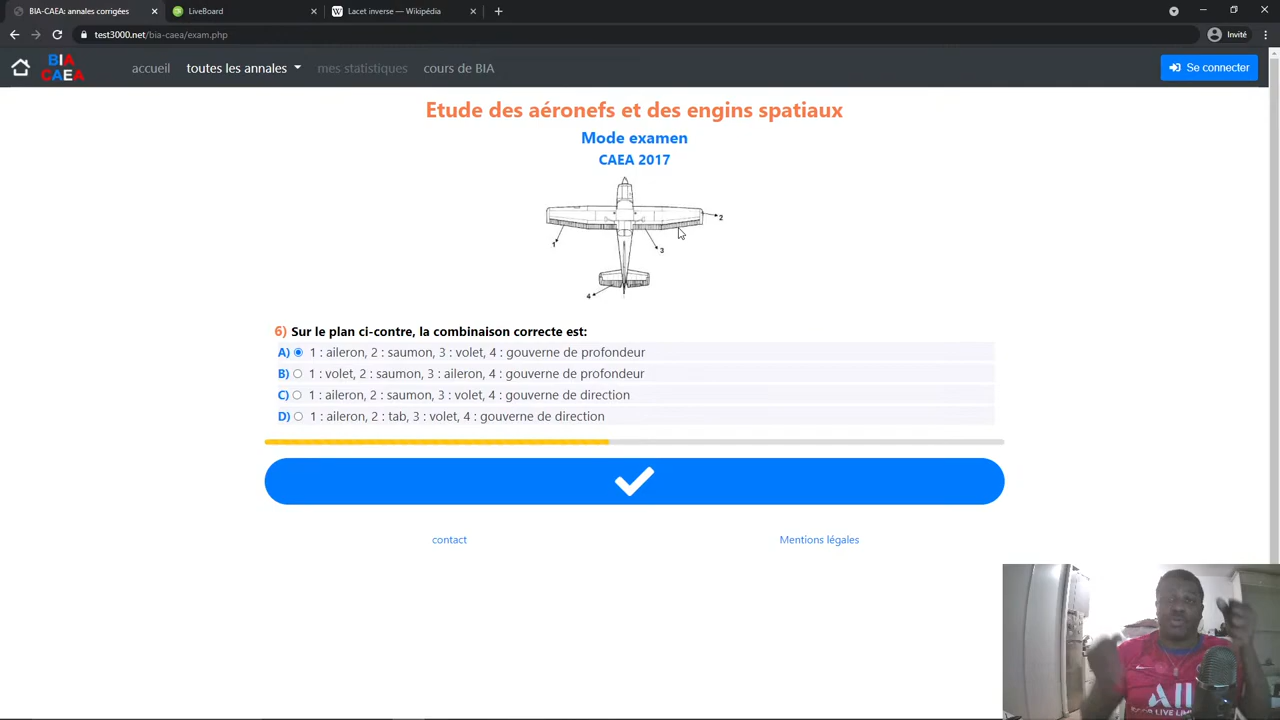 BIA-CAEA: annales corrigées
LiveBoard
Lacet inverse — Wikipédia
test3000.net/bia-caea/exam.php
Invité
BIA
CAEA
accueil
toutes les annales
mes statistiques
cours de BIA
Se connecter
Etude des aéronefs et des engins spatiaux
Mode examen
CAEA 2017
2
1
3
4
6) Sur le plan ci-contre, la combinaison correcte est:
A) 1 : aileron, 2 : saumon, 3 : volet, 4 : gouverne de profondeur
B) 1 : volet, 2 : saumon, 3 : aileron, 4 : gouverne de profondeur
C) 1 : aileron, 2 : saumon, 3 : volet, 4 : gouverne de direction
D) 1 : aileron, 2 : tab, 3 : volet, 4 : gouverne de direction
contact
Mentions légales
ALL